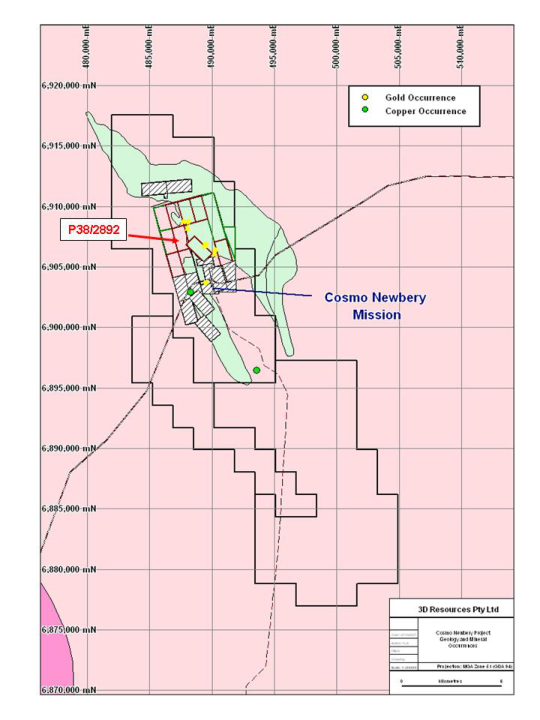 480,000 mE
485,000 mE
490,000 mE
495,000 mE
500,000 mE
505,000 mE
510,000 mE
6,920,000 mN
6,915,000 mN
6,910,000 mN
6,905,000 mN
6,900,000 mN
6,895,000 mN
6,890,000 mN
6,885,000 mN
6,880,000 mN
6,875,000 mN
6,870,000 mN
Gold Occurrence
Copper Occurrence
P38/2892
Cosmo Newbery
Mission
3D Resources Pty Ltd
Cosmo Newbery Project
Geology and Mineral
Occurrences
Projection: MGA Zone 51 (GDA 94)
0 kilometres